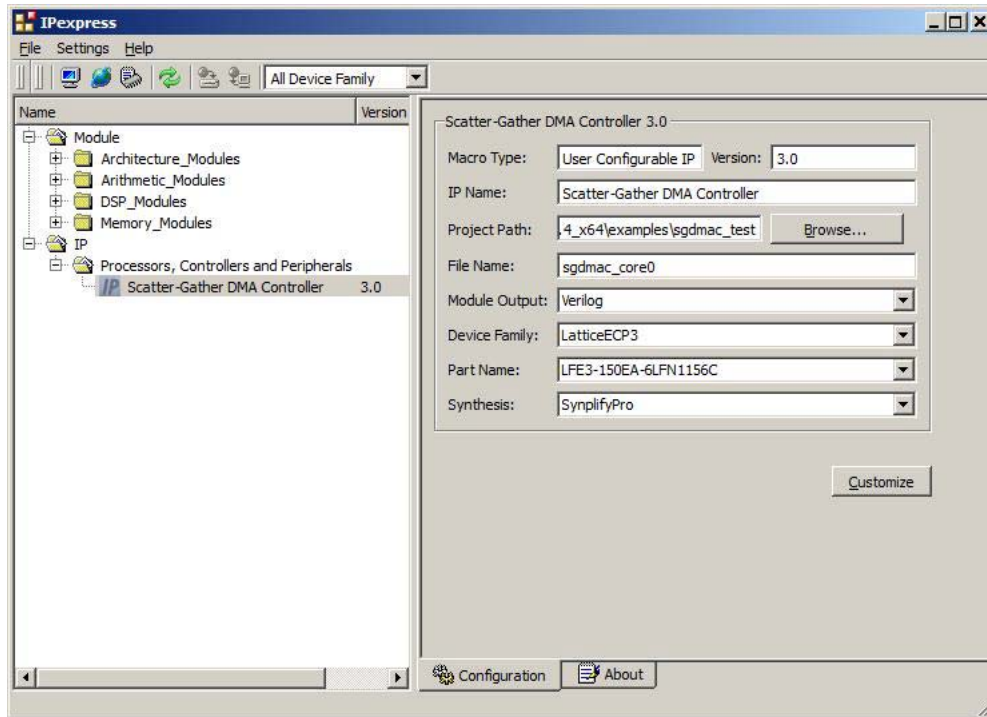 IPexpress
File Settings Help
All Device Family
Name Version
Module
Architecture_Modules
Arithmetic_Modules
DSP_Modules
Memory_Modules
IP
Processors, Controllers and Peripherals
IP Scatter-Gather DMA Controller 3.0
Scatter-Gather DMA Controller 3.0
Macro Type: User Configurable IP Version: 3.0
IP Name: Scatter-Gather DMA Controller
Project Path: .4_x64\examples\sgdmac_test Browse...
File Name: sgdmac_core0
Module Output: Verilog
Device Family: LatticeECP3
Part Name: LFE3-150EA-6LFN1156C
Synthesis: SynplifyPro
Customize
Configuration About